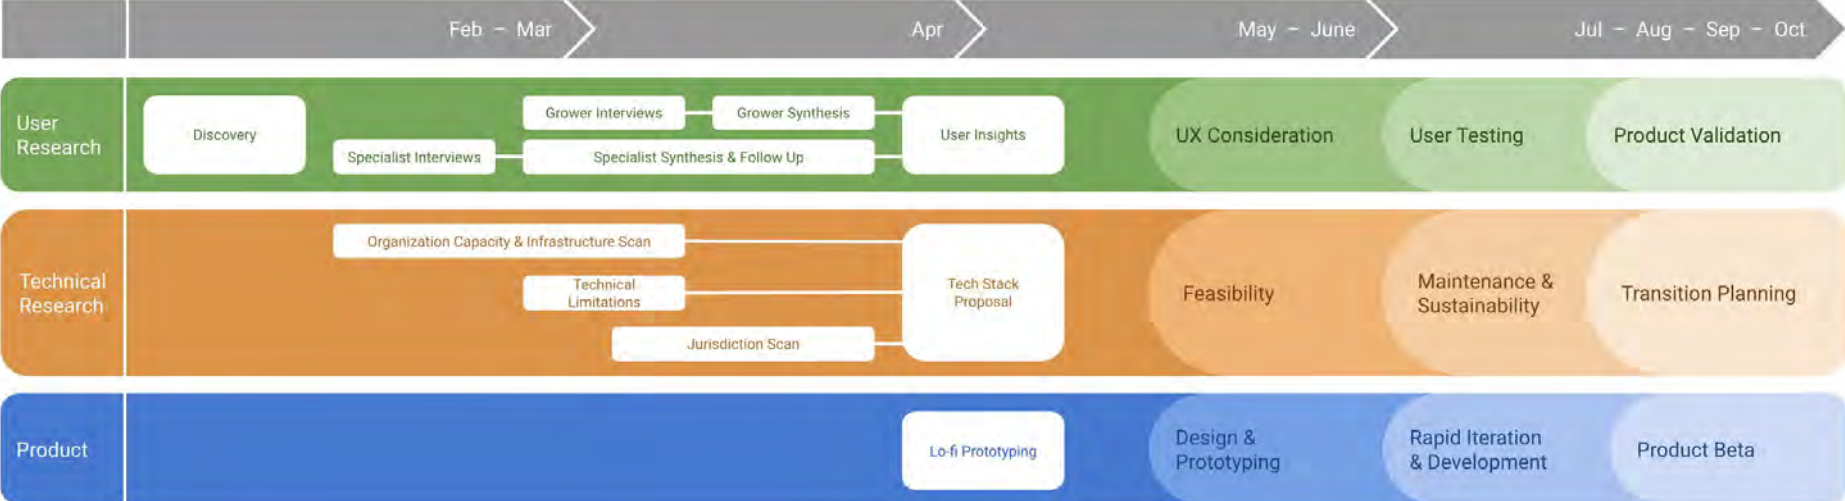 Feb – Mar
Apr
May – June
Jul – Aug – Sep – Oct
User
Research
Discovery
Grower Interviews
Grower Synthesis
Specialist Interviews
Specialist Synthesis & Follow Up
User Insights
UX Consideration
User Testing
Product Validation
Technical
Research
Organization Capacity & Infrastructure Scan
Technical
Limitations
Jurisdiction Scan
Tech Stack
Proposal
Feasibility
Maintenance &
Sustainability
Transition Planning
Product
Lo-fi Prototyping
Design &
Prototyping
Rapid Iteration
& Development
Product Beta